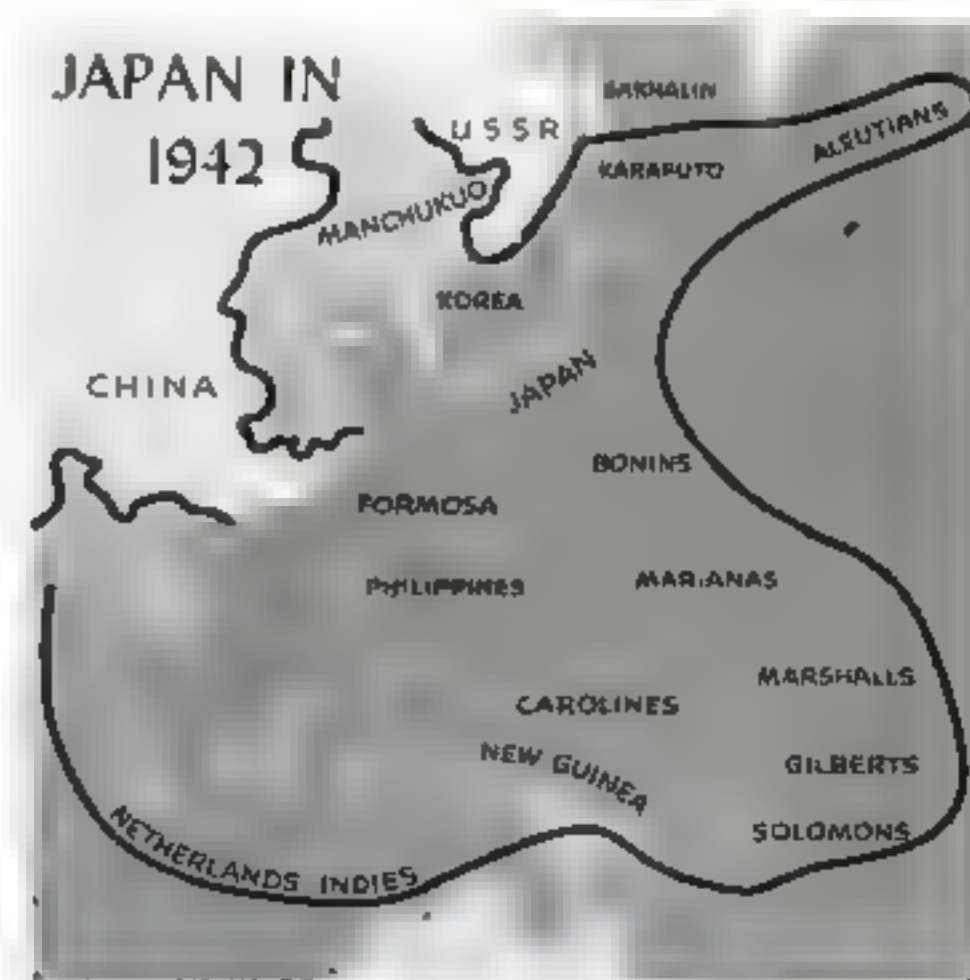 JAPAN IN
1942
SAKHALIN
USSR
ALEUTIANS
KARAFUTO
MANCHUKUO
KOREA
CHINA
JAPAN
BONINS
FORMOSA
PHILIPPINES
MARIANAS
MARSHALLS
CAROLINES
NEW GUINEA
GILBERTS
SOLOMONS
NETHERLANDS INDIES